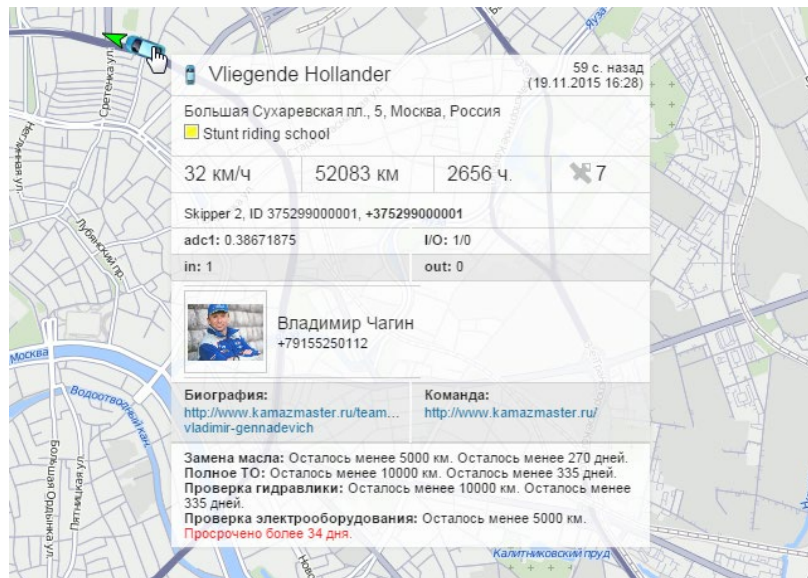 Яуза
Сретенка ул.
Неглинная ул.
Лубянский пр.
Москва
Водоотводный кан.
Большая Ордынка ул.
Пятницкая ул.
Vliegende Hollander
59 с. назад
(19.11.2015 16:28)
Большая Сухаревская пл., 5, Москва, Россия
Stunt riding school
32 км/ч 52083 км 2656 ч. 7
Skipper 2, ID 375299000001, +375299000001
adc1: 0.38671875 I/O: 1/0
in: 1 out: 0
Владимир Чагин
+79155250112
Биография: Команда:
http://www.kamazmaster.ru/team... http://www.kamazmaster.ru/
vladimir-gennadevich
Замена масла: Осталось менее 5000 км. Осталось менее 270 дней.
Полное ТО: Осталось менее 10000 км. Осталось менее 335 дней.
Проверка гидравлики: Осталось менее 10000 км. Осталось менее
335 дней.
Проверка электрооборудования: Осталось менее 5000 км.
Просрочено более 34 дня.
Калитниковский пруд